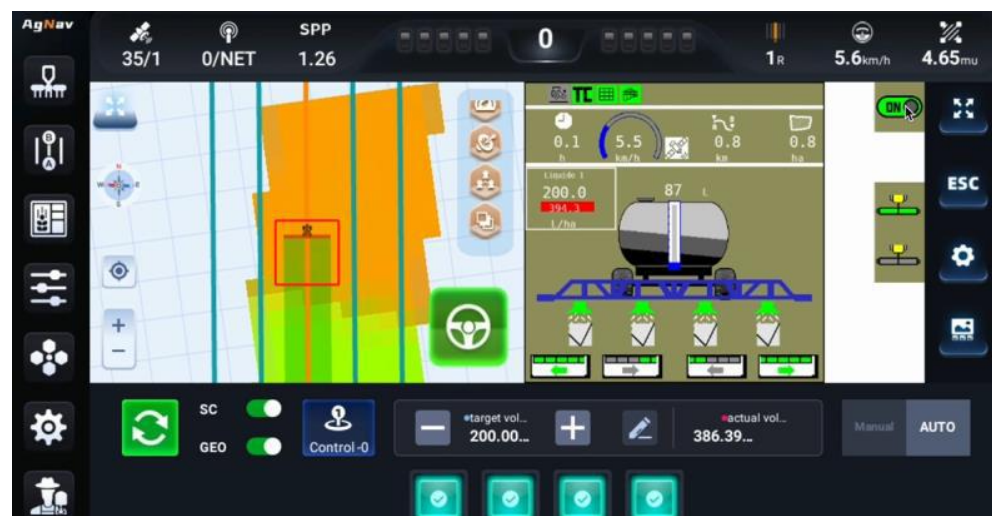 AgNav
35/1
0/NET
SPP
1.26
0
1R
5.6km/h
4.65mu
TC
0.1
h
5.5
km/h
0.8
km
0.8
ha
Liquide 1
200.0
394.3
L/ha
87 L
ON
ESC
A
B
N
W
E
S
SC
GEO
Control-0
target vol...
200.00...
actual vol...
386.39...
Manual
AUTO